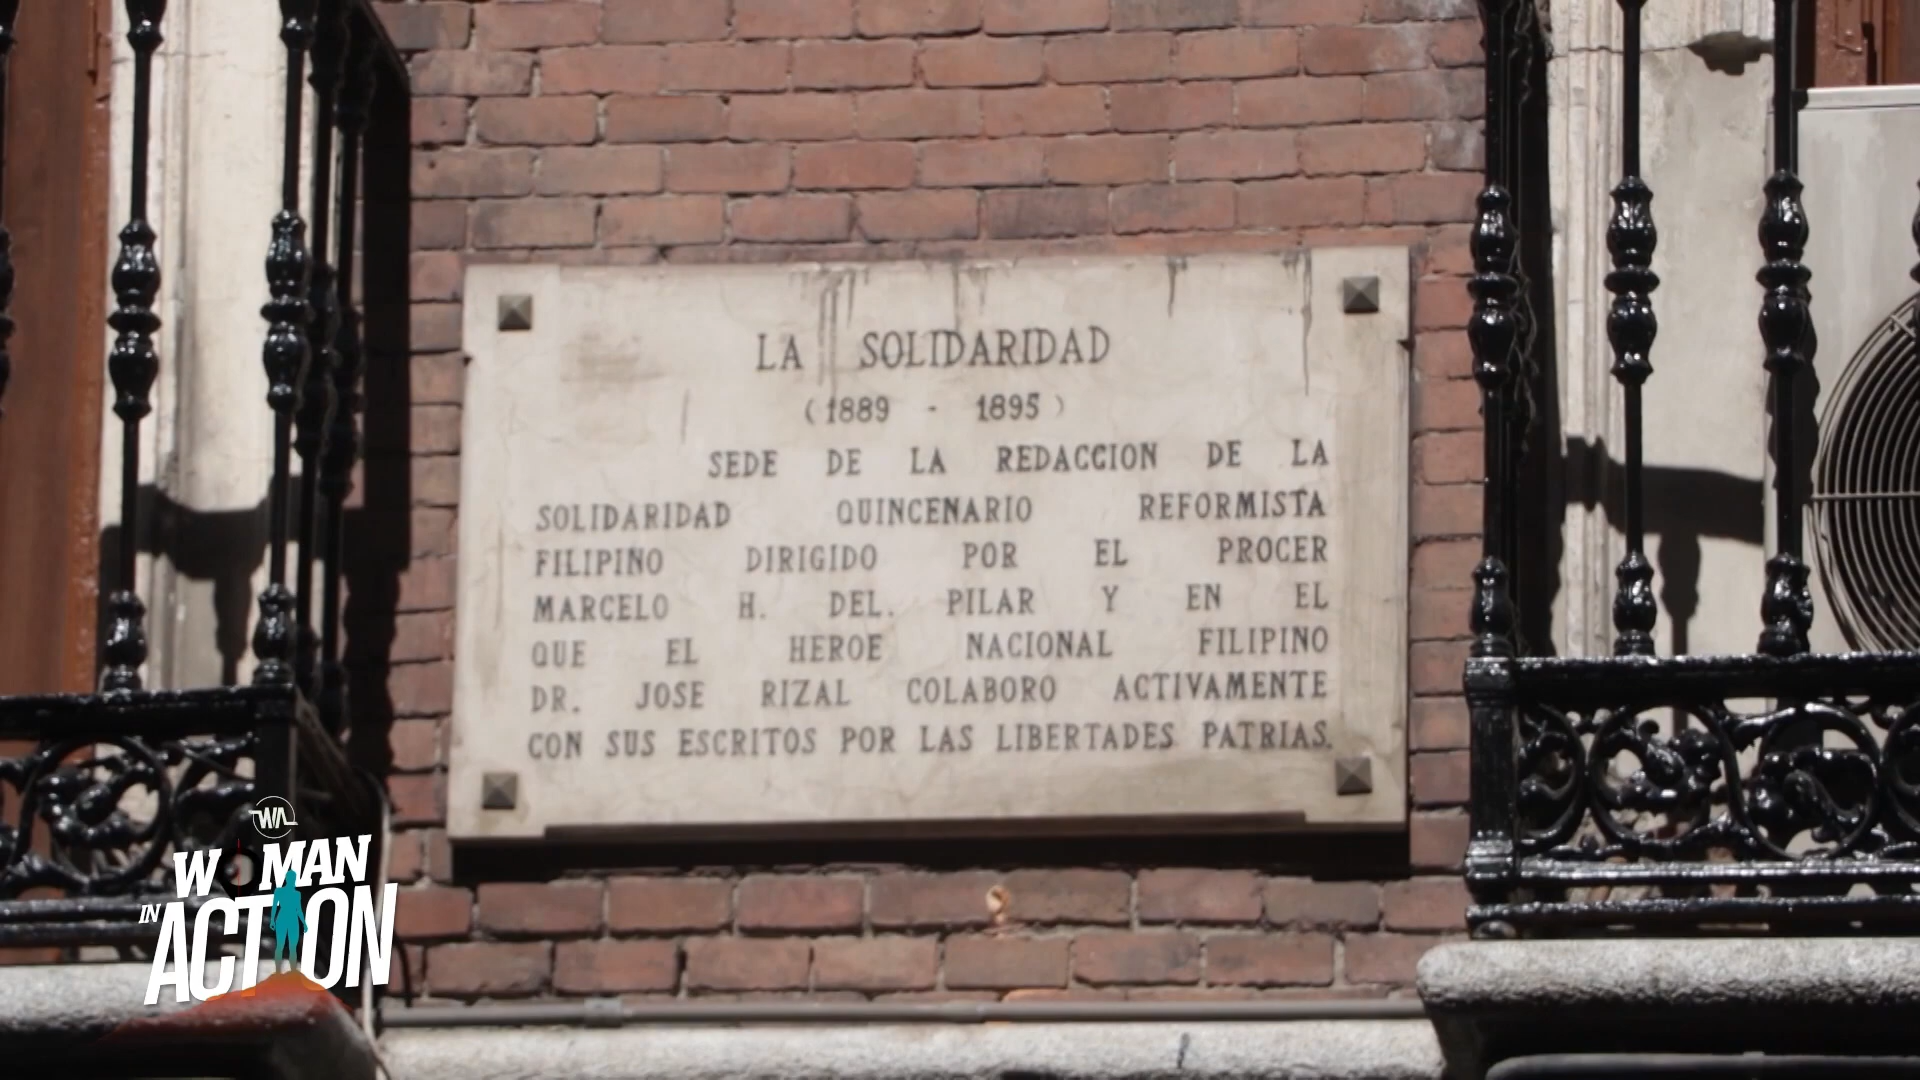 LA SOLIDARIDAD
(1889 - 1895)
SEDE DE LA REDACCION DE LA
SOLIDARIDAD QUINCENARIO REFORMISTA
FILIPINO DIRIGIDO POR EL PROCER
MARCELO H. DEL. PILAR Y EN EL
QUE EL HEROE NACIONAL FILIPINO
DR. JOSE RIZAL COLABORO ACTIVAMENTE
CON SUS ESCRITOS POR LAS LIBERTADES PATRIAS.
WA
WOMAN
IN ACTION